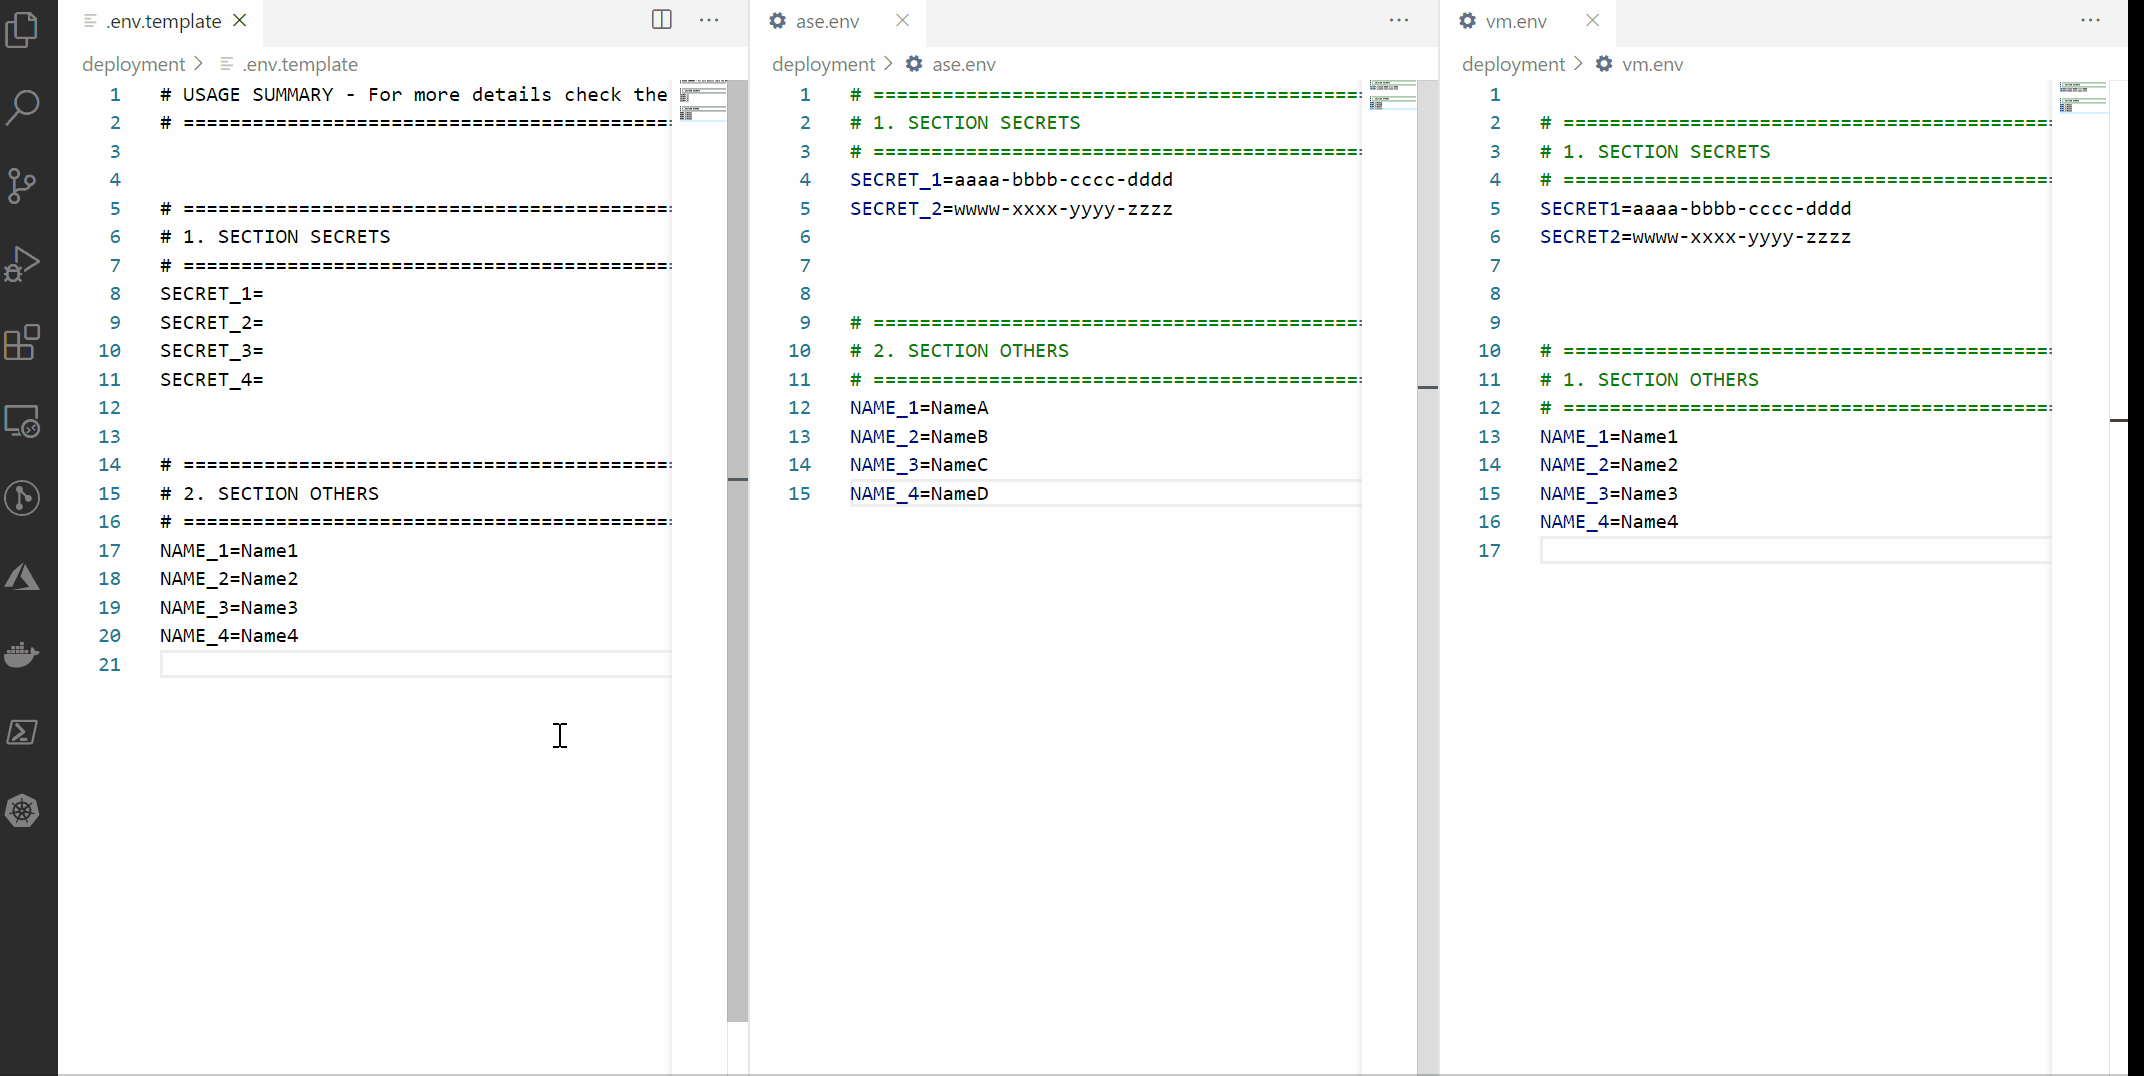 .env.template
deployment > .env.template
1 # USAGE SUMMARY - For more details check the
2 # ==========================================
3
4
5 # ==========================================
6 # 1. SECTION SECRETS
7 # ==========================================
8 SECRET_1=
9 SECRET_2=
10 SECRET_3=
11 SECRET_4=
12
13
14 # ==========================================
15 # 2. SECTION OTHERS
16 # ==========================================
17 NAME_1=Name1
18 NAME_2=Name2
19 NAME_3=Name3
20 NAME_4=Name4
21
ase.env
deployment > ase.env
1 # ==========================================
2 # 1. SECTION SECRETS
3 # ==========================================
4 SECRET_1=aaaa-bbbb-cccc-dddd
5 SECRET_2=wwww-xxxx-yyyy-zzzz
6
7
8
9 # ==========================================
10 # 2. SECTION OTHERS
11 # ==========================================
12 NAME_1=NameA
13 NAME_2=NameB
14 NAME_3=NameC
15 NAME_4=NameD
vm.env
deployment > vm.env
1
2 # ==========================================
3 # 1. SECTION SECRETS
4 # ==========================================
5 SECRET1=aaaa-bbbb-cccc-dddd
6 SECRET2=wwww-xxxx-yyyy-zzzz
7
8
9
10 # ==========================================
11 # 1. SECTION OTHERS
12 # ==========================================
13 NAME_1=Name1
14 NAME_2=Name2
15 NAME_3=Name3
16 NAME_4=Name4
17